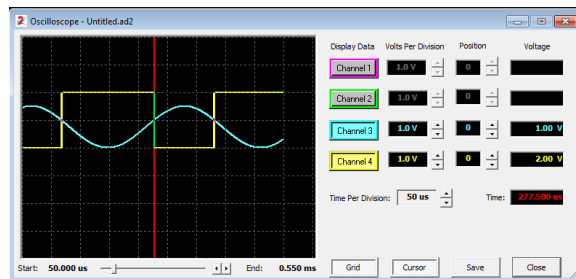 Oscilloscope - Untitled.ad2
Display Data Volts Per Division Position Voltage
Channel 1 1.0 V 0
Channel 2 1.0 V 0
Channel 3 1.0 V 0 1.00 V
Channel 4 1.0 V 0 2.00 V
Time Per Division: 50 us Time: 277.500 us
Start: 50.000 us End: 0.550 ms Grid Cursor Save Close